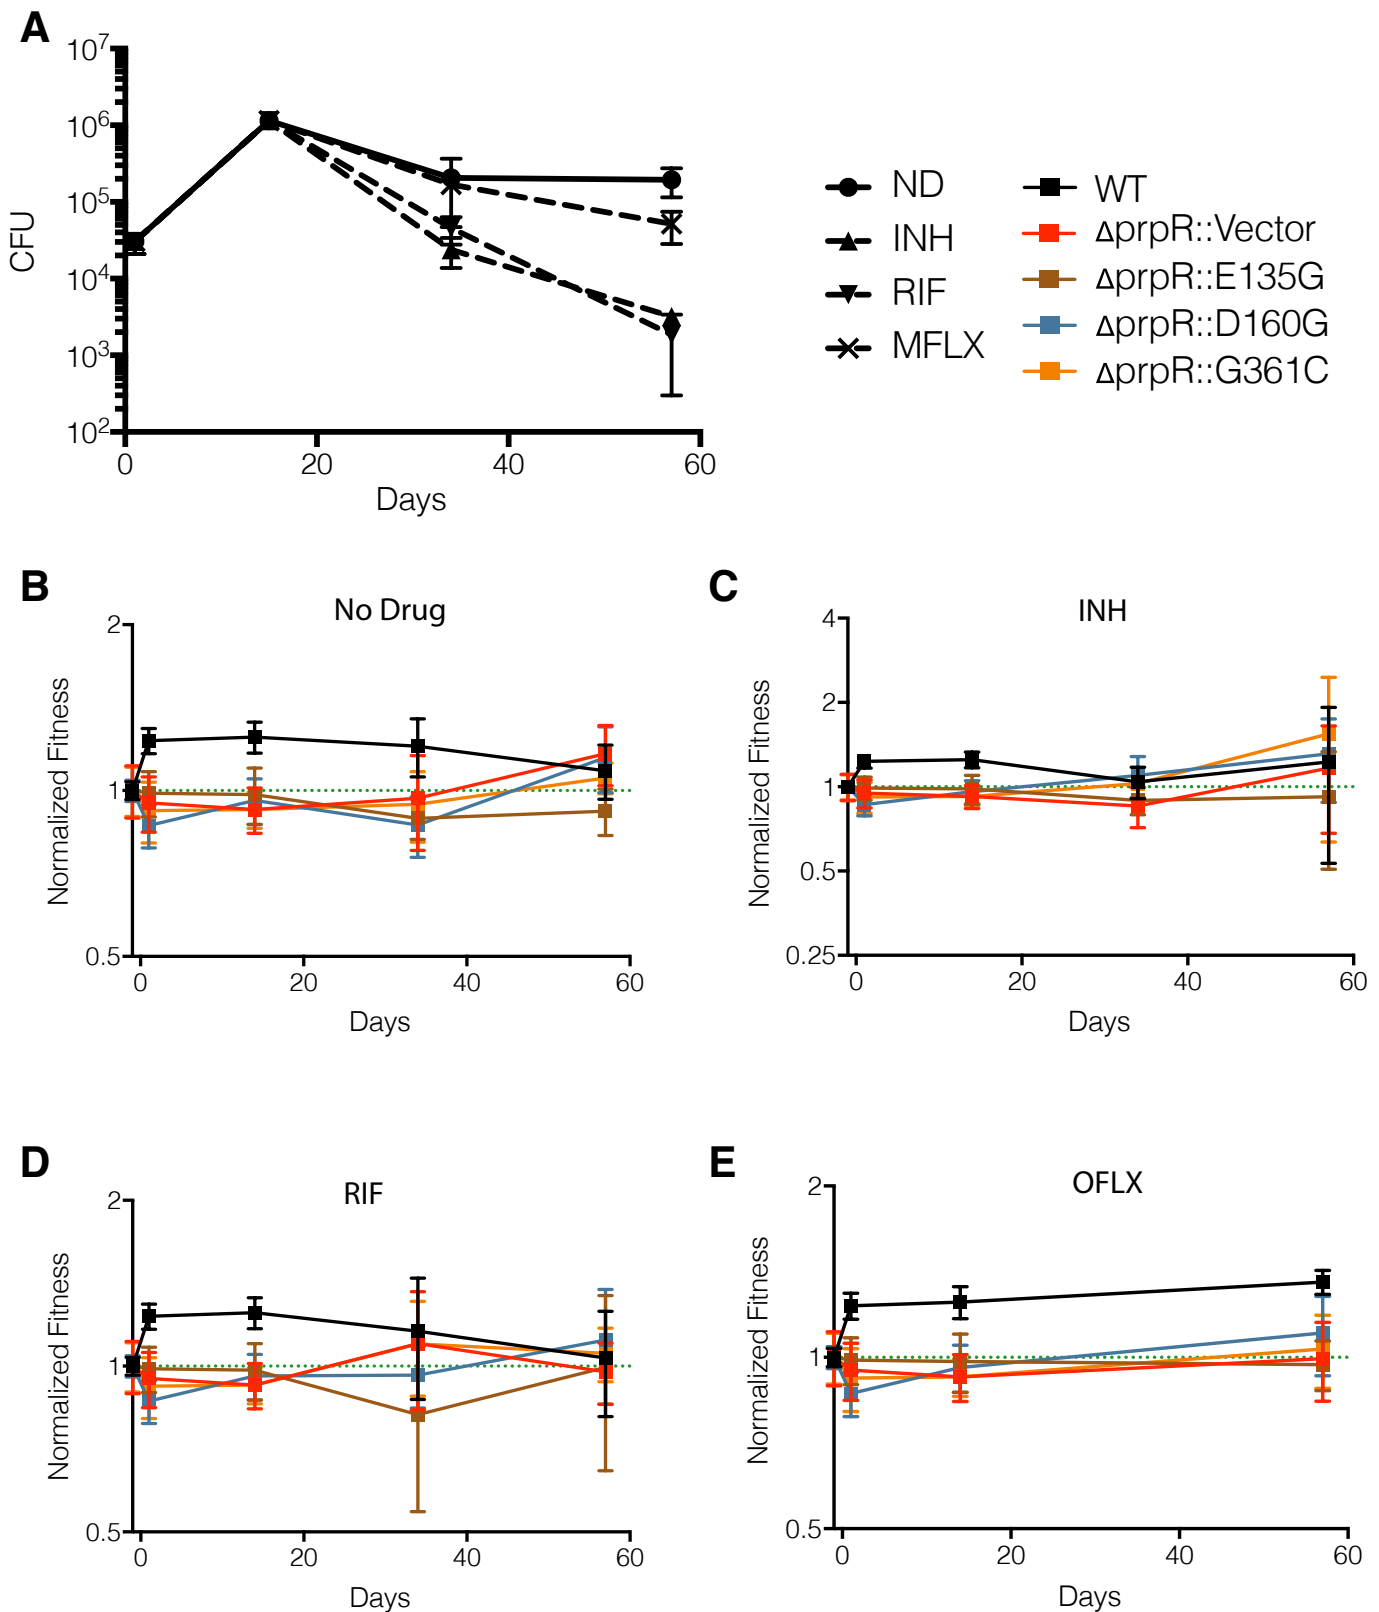 A
10^7
10^6
10^5
10^4
10^3
10^2
CFU
0 20 40 60
Days
ND
INH
RIF
MFLX
WT
ΔprpR::Vector
ΔprpR::E135G
ΔprpR::D160G
ΔprpR::G361C
B
No Drug
2
1
0.5
Normalized Fitness
0 20 40 60
Days
C
INH
4
2
1
0.5
0.25
Normalized Fitness
0 20 40 60
Days
D
RIF
2
1
0.5
Normalized Fitness
0 20 40 60
Days
E
OFLX
2
1
0.5
Normalized Fitness
0 20 40 60
Days